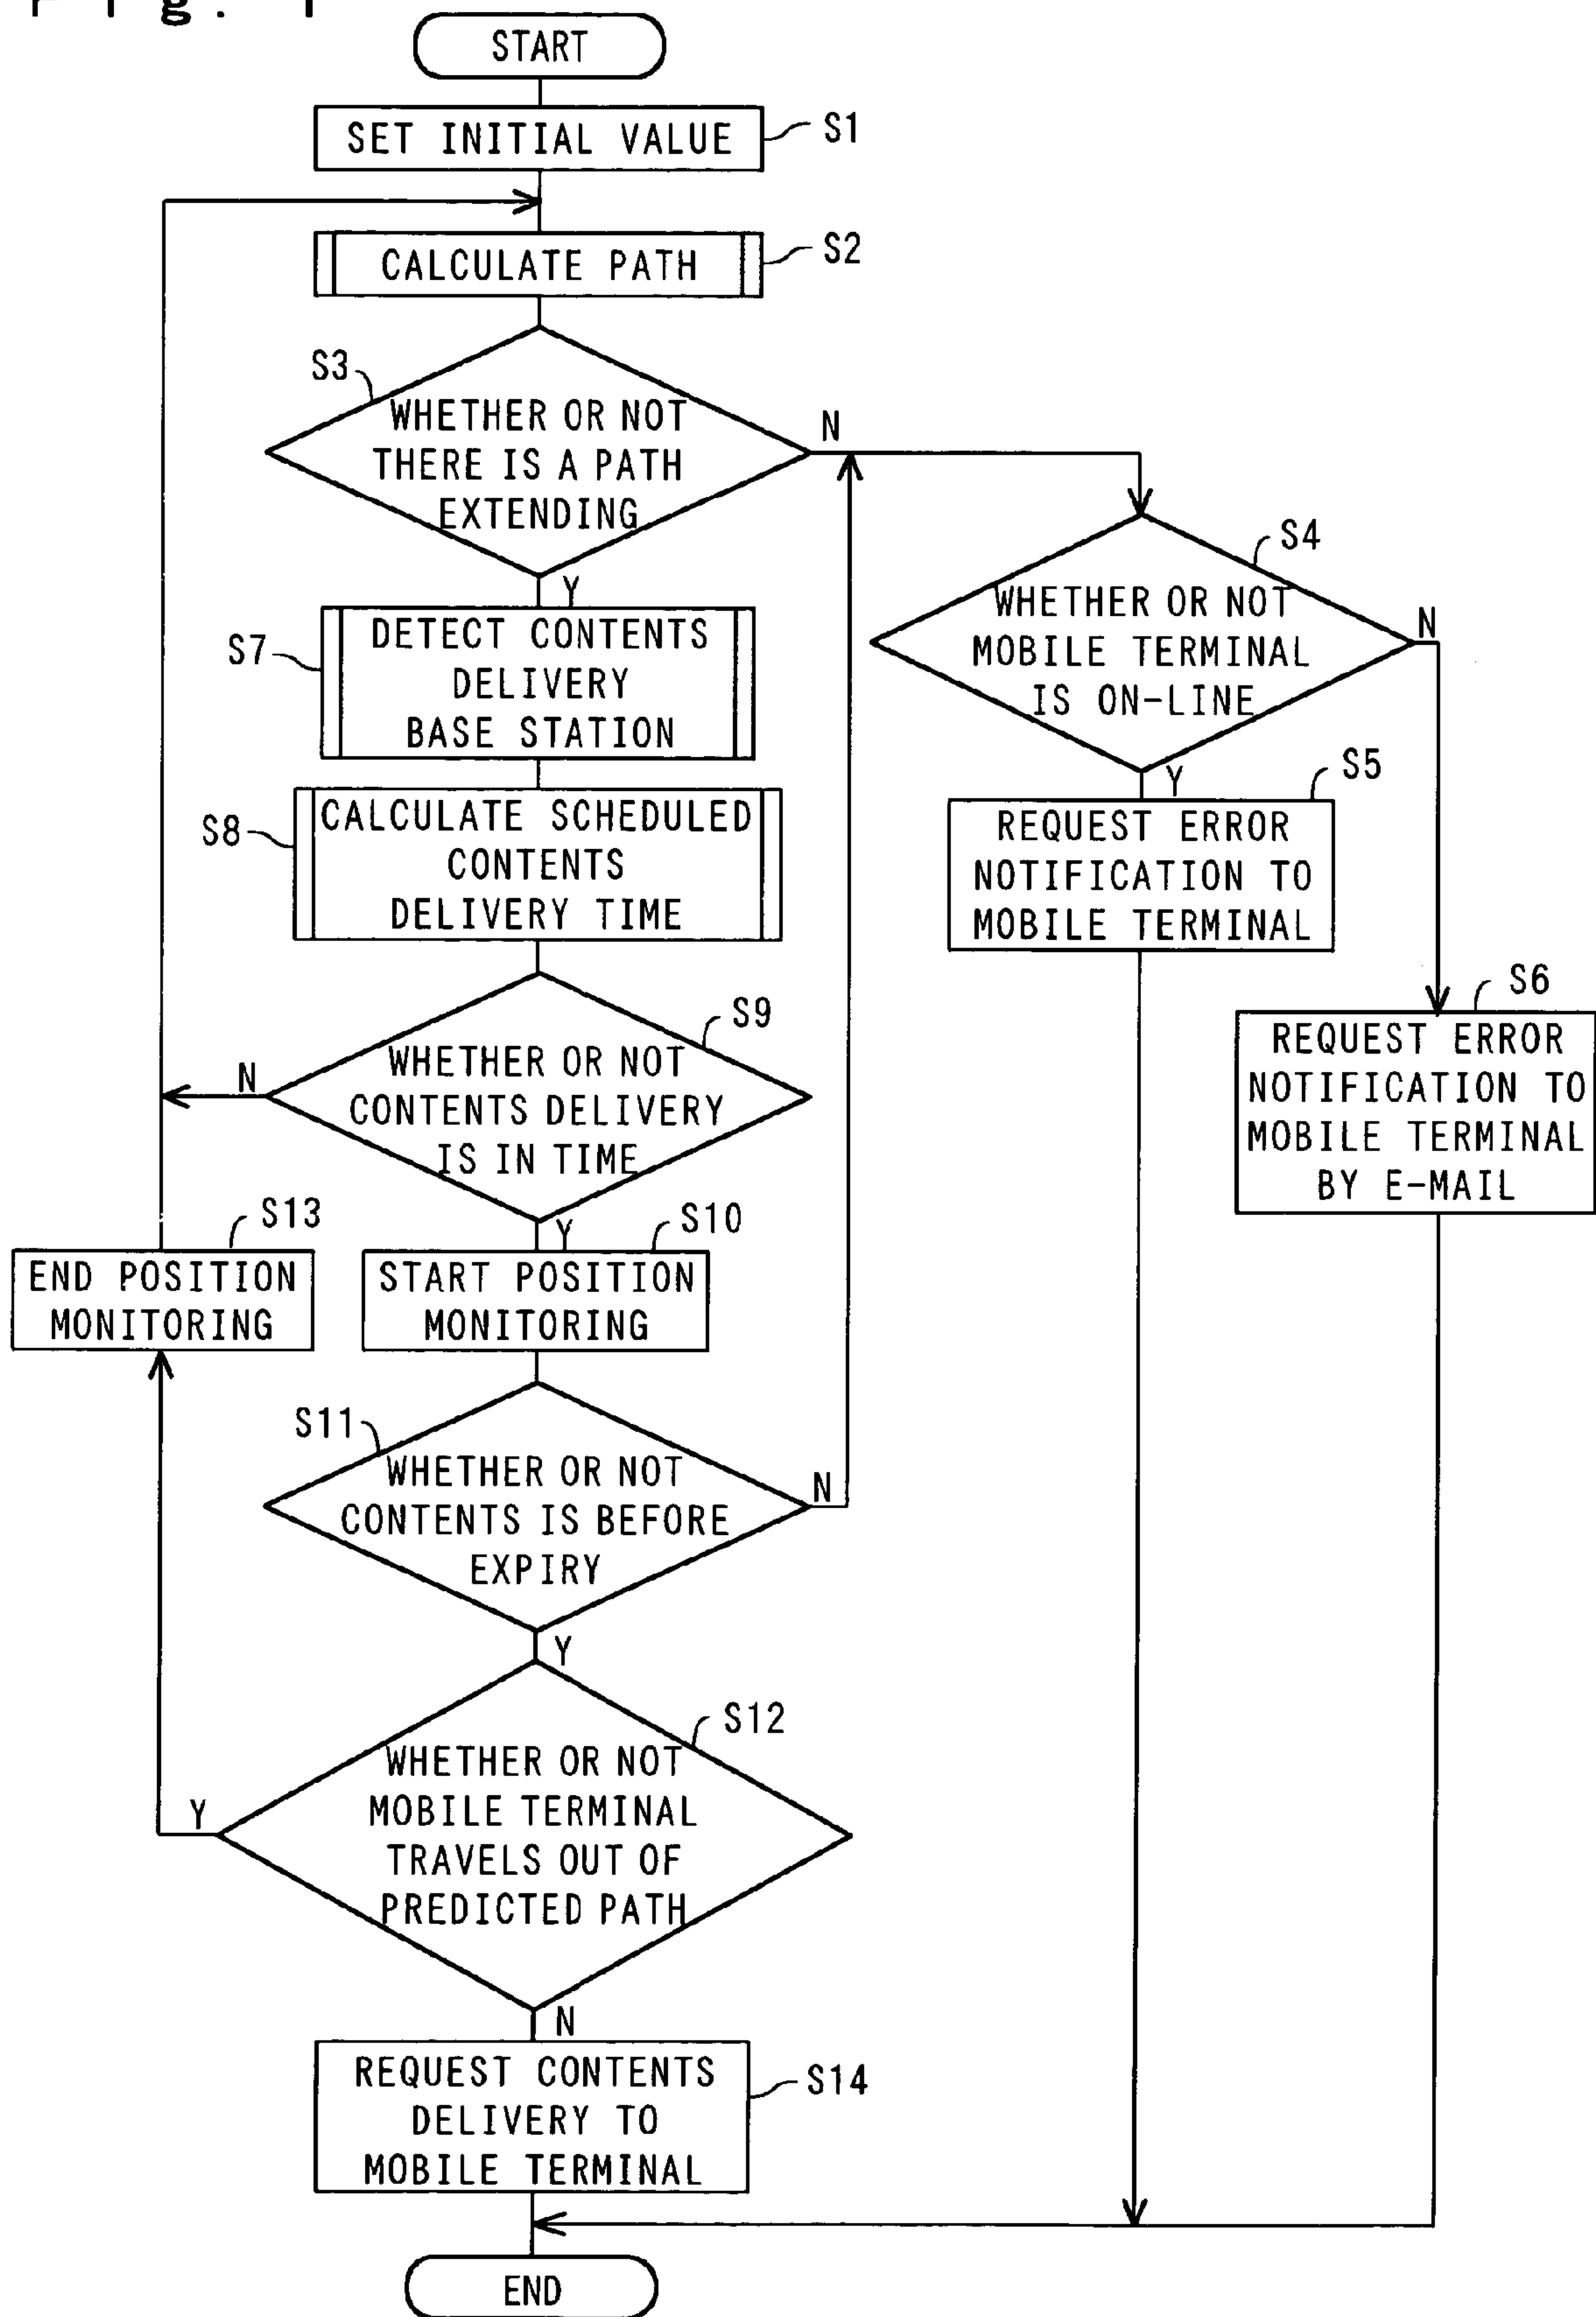 START
SET INITIAL VALUE
S1
CALCULATE PATH
S2
S3
WHETHER OR NOT
THERE IS A PATH
EXTENDING
N
Y
S4
WHETHER OR NOT
MOBILE TERMINAL
IS ON-LINE
N
Y
S7
DETECT CONTENTS
DELIVERY
BASE STATION
S5
REQUEST ERROR
NOTIFICATION TO
MOBILE TERMINAL
S8
CALCULATE SCHEDULED
CONTENTS
DELIVERY TIME
S6
REQUEST ERROR
NOTIFICATION TO
MOBILE TERMINAL
BY E-MAIL
S9
WHETHER OR NOT
CONTENTS DELIVERY
IS IN TIME
N
Y
S13
END POSITION
MONITORING
S10
START POSITION
MONITORING
S11
WHETHER OR NOT
CONTENTS IS BEFORE
EXPIRY
N
Y
S12
WHETHER OR NOT
MOBILE TERMINAL
TRAVELS OUT OF
PREDICTED PATH
Y
N
REQUEST CONTENTS
DELIVERY TO
MOBILE TERMINAL
S14
END